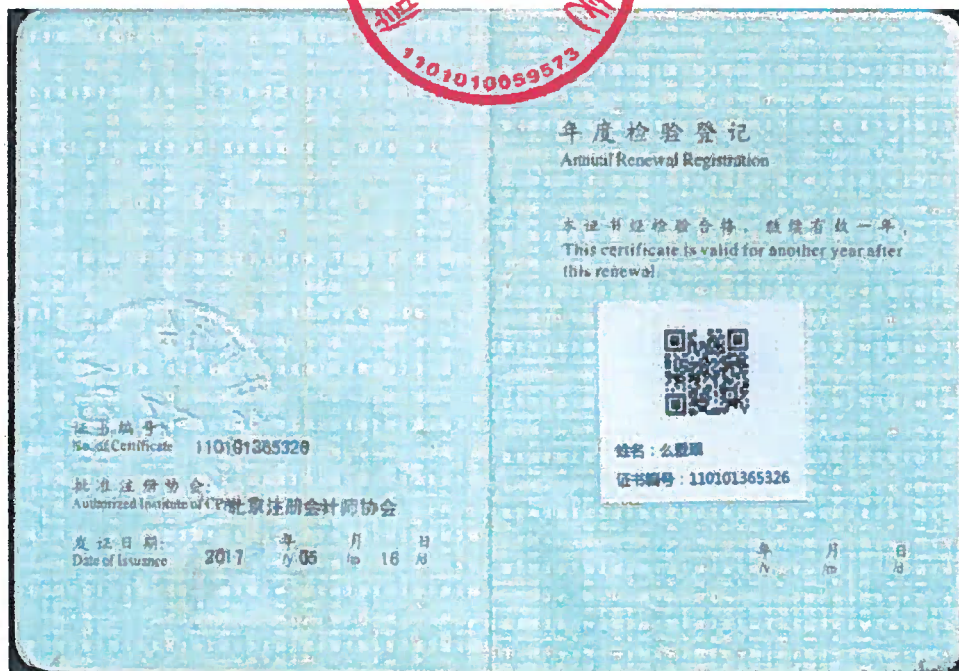 1101010059573
年度检验登记
Annual Renewal Registration
本证书经检验合格，继续有效一年。
This certificate is valid for another year after
this renewal.
姓名：么爱
证书编号：110101365326
年 月 日
/y /m /d
证书编号：
No. of Certificate 110101365326
批准注册协会：
Authorized Institute of CPAs 北京注册会计师协会
发证日期： 年 月 日
Date of Issuance 2017 /y 05 /m 16 /d